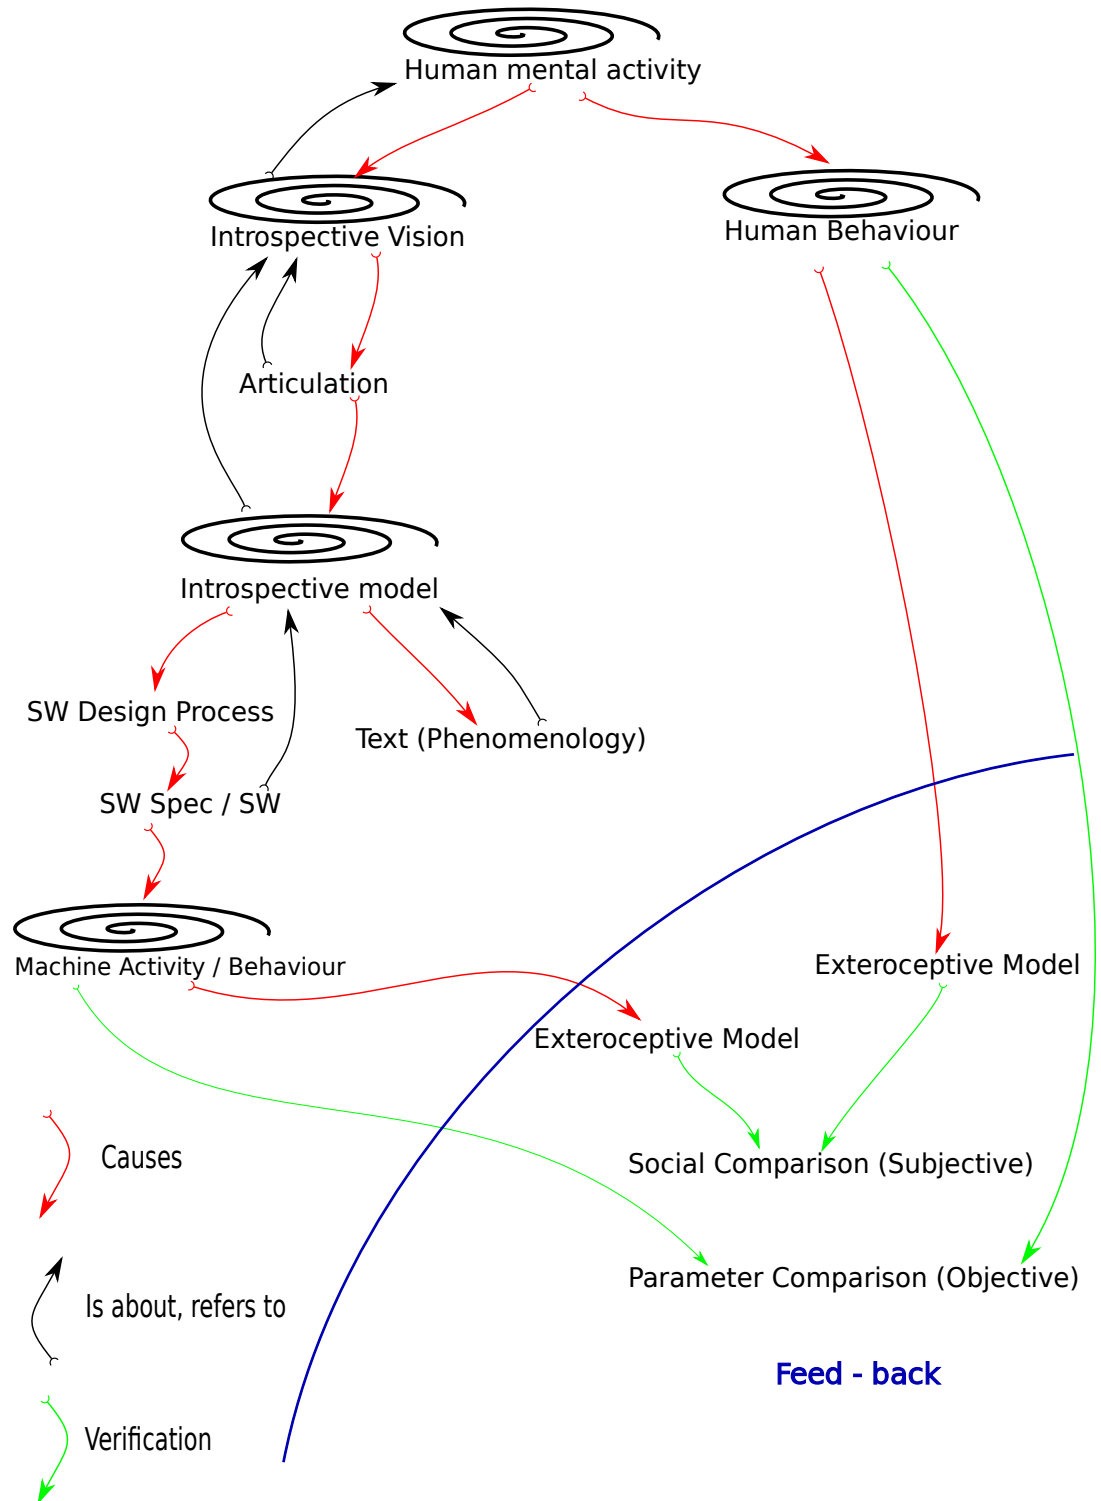 Human mental activity
Introspective Vision
Human Behaviour
Articulation
Introspective model
SW Design Process
Text (Phenomenology)
SW Spec / SW
Machine Activity / Behaviour
Exteroceptive Model
Exteroceptive Model
Social Comparison (Subjective)
Causes
Parameter Comparison (Objective)
Is about, refers to
Feed - back
Verification